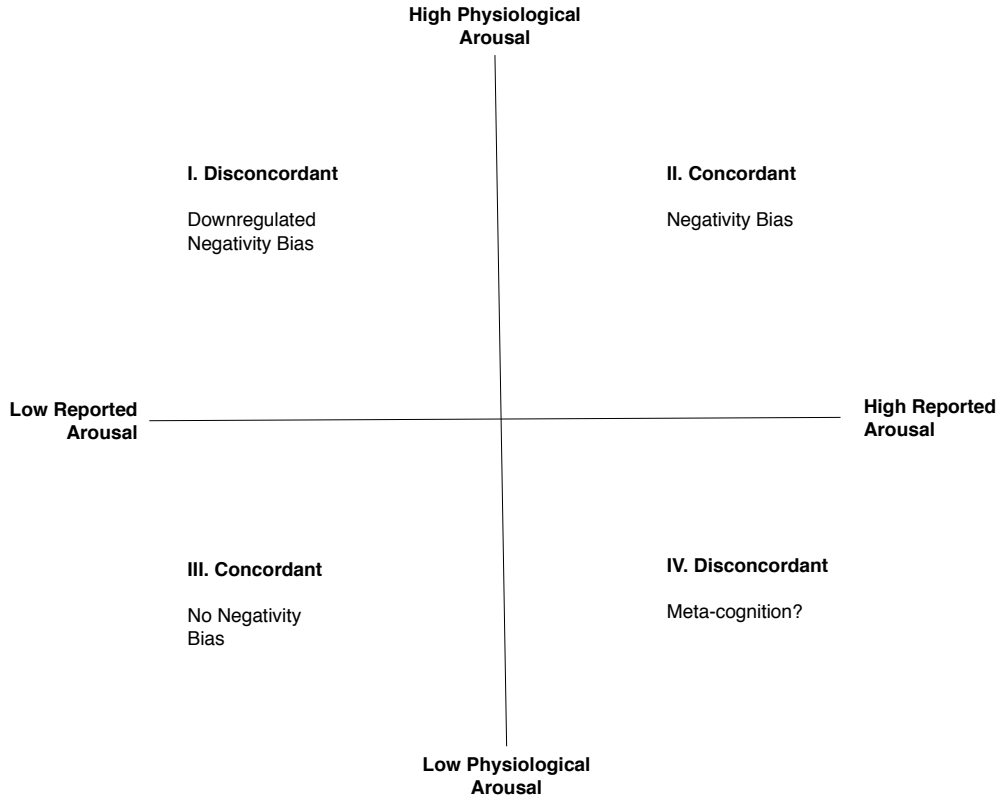 High Physiological
Arousal
I. Disconcordant
Downregulated
Negativity Bias
II. Concordant
Negativity Bias
Low Reported
Arousal
High Reported
Arousal
III. Concordant
No Negativity
Bias
IV. Disconcordant
Meta-cognition?
Low Physiological
Arousal